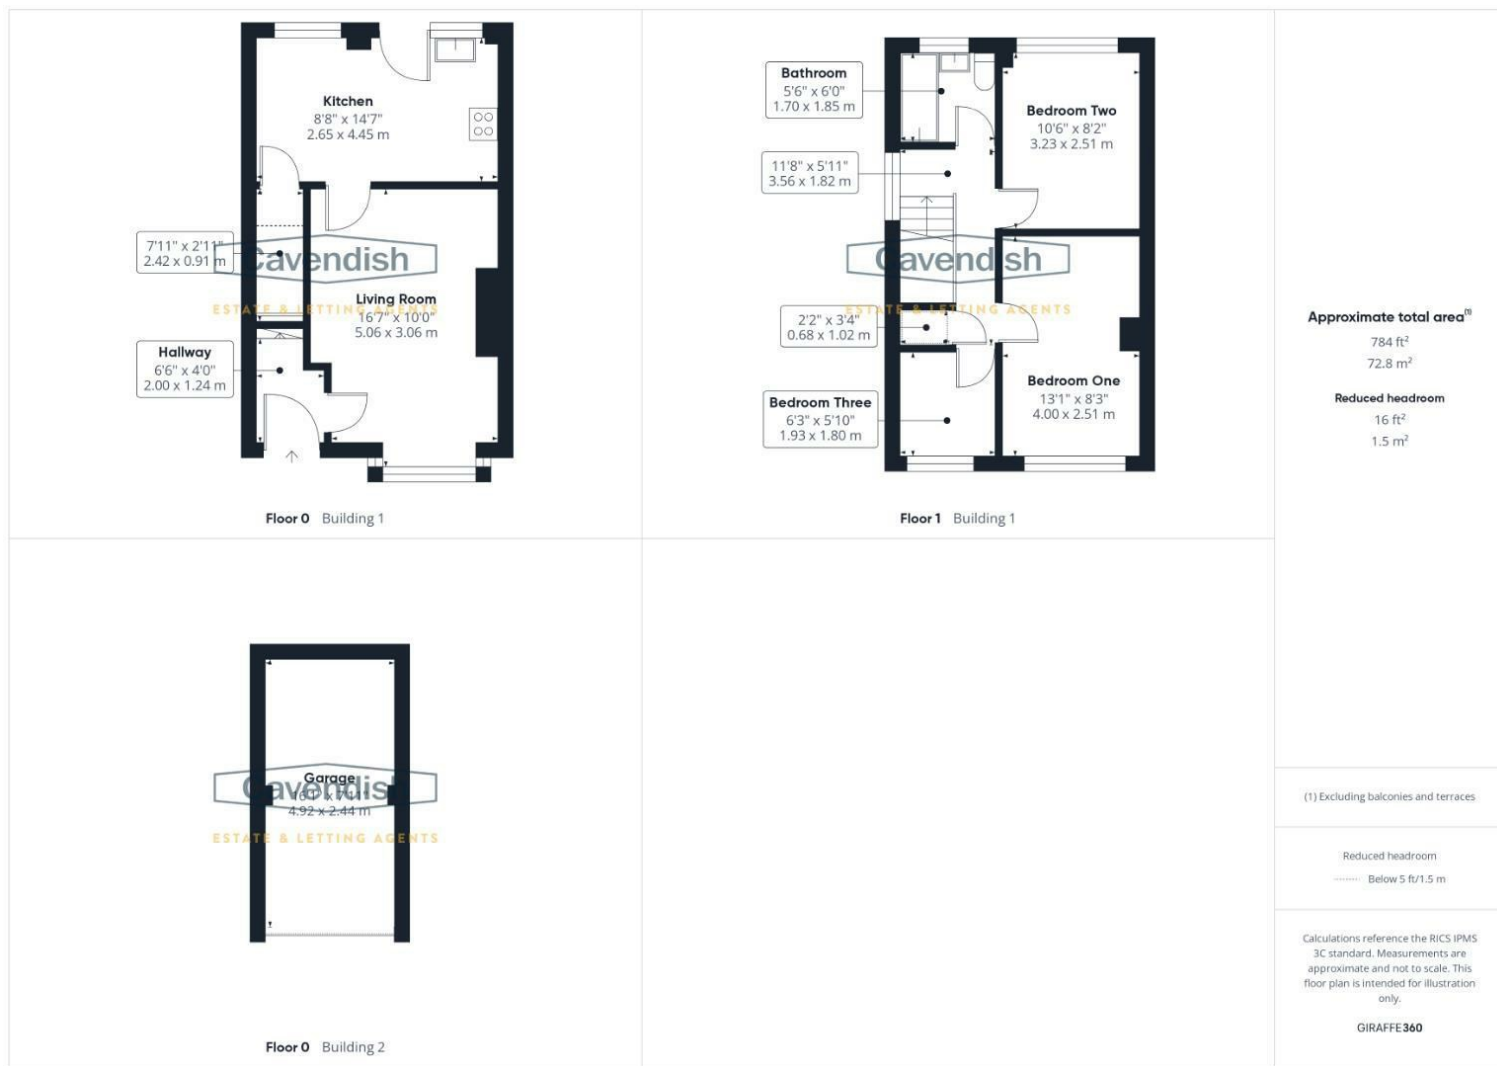 Kitchen
8'8" x 14'7"
2.65 x 4.45 m
7'11" x 2'11"
2.42 x 0.91 m
Cavendish
ESTATE & LETTING AGENTS
Living Room
16'7" x 10'0"
5.06 x 3.06 m
Hallway
6'6" x 4'0"
2.00 x 1.24 m
Floor 0 Building 1
Bathroom
5'6" x 6'0"
1.70 x 1.85 m
Bedroom Two
10'6" x 8'2"
3.23 x 2.51 m
11'8" x 5'11"
3.56 x 1.82 m
Cavendish
ESTATE & LETTING AGENTS
2'2" x 3'4"
0.68 x 1.02 m
Bedroom One
13'1" x 8'3"
4.00 x 2.51 m
Bedroom Three
6'3" x 5'10"
1.93 x 1.80 m
Floor 1 Building 1
Garage
16'1" x 7'11"
4.92 x 2.44 m
Cavendish
ESTATE & LETTING AGENTS
Floor 0 Building 2
Approximate total area(1)
784 ft²
72.8 m²
Reduced headroom
16 ft²
1.5 m²
(1) Excluding balconies and terraces
Reduced headroom
Below 5 ft/1.5 m
Calculations reference the RICS IPMS
3C standard. Measurements are
approximate and not to scale. This
floor plan is intended for illustration
only.
GIRAFFE360